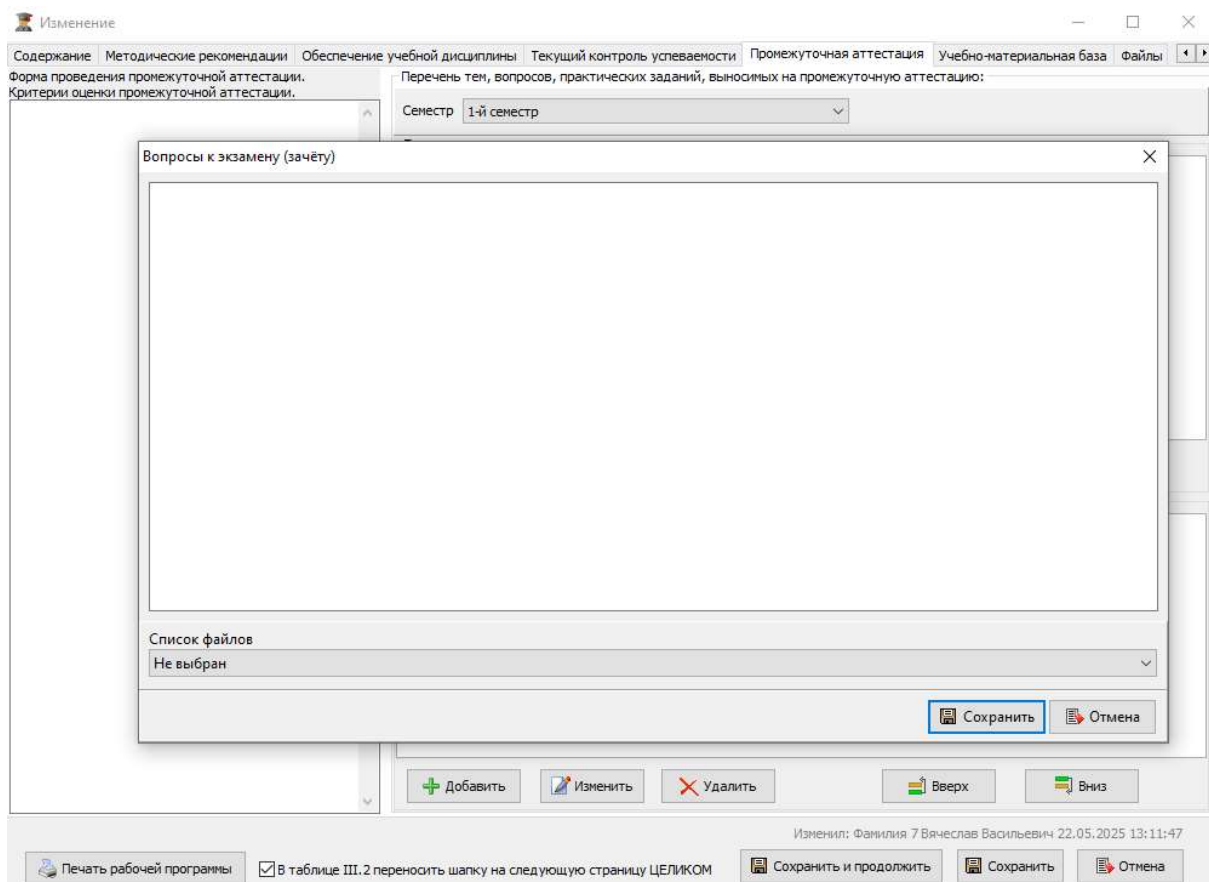 Изменение
Содержание Методические рекомендации Обеспечение учебной дисциплины Текущий контроль успеваемости Промежуточная аттестация Учебно-материальная база Файлы
Форма проведения промежуточной аттестации.
Критерии оценки промежуточной аттестации.
Перечень тем, вопросов, практических заданий, выносимых на промежуточную аттестацию:
Семестр 1-й семестр
Вопросы к экзамену (зачёту)
Список файлов
Не выбран
Сохранить Отмена
Добавить Изменить Удалить Вверх Вниз
Изменил: Фамилия 7 Вячеслав Васильевич 22.05.2025 13:11:47
Печать рабочей программы В таблице III.2 переносить шапку на следующую страницу ЦЕЛИКОМ Сохранить и продолжить Сохранить Отмена